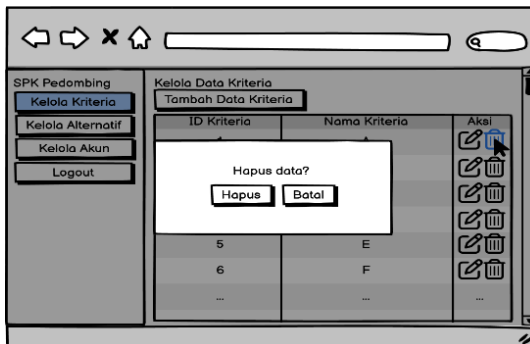 SPK Pedombing
Kelola Kriteria
Kelola Alternatif
Kelola Akun
Logout
Kelola Data Kriteria
Tambah Data Kriteria
ID Kriteria Nama Kriteria Aksi
Hapus data?
Hapus Batal
5 E
6 F
... ... ...